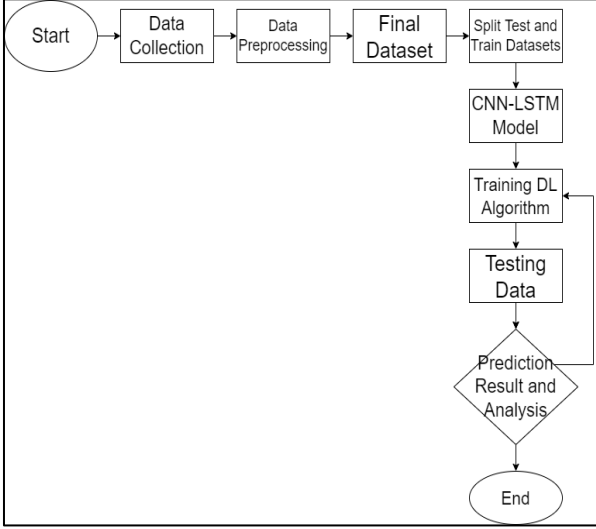 Start
Data
Collection
Data
Preprocessing
Final
Dataset
Split Test and
Train Datasets
CNN-LSTM
Model
Training DL
Algorithm
Testing
Data
Prediction
Result and
Analysis
End